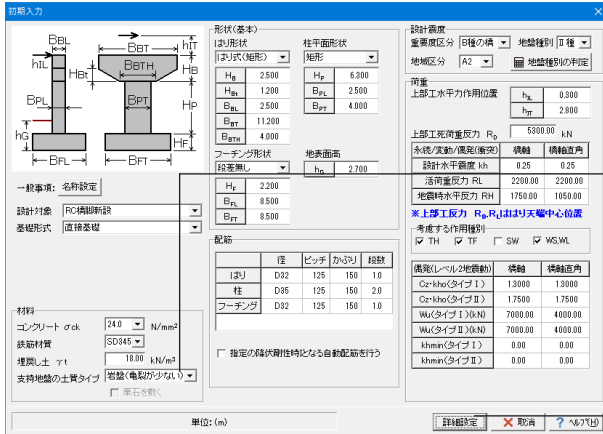 初期入力
BBL
BBT
hIT
hIL
HBt
BBTH
HB
BPL
BPT
HP
hG
HF
BFL
BFT
一般事項: 名称設定
設計対象 RC橋脚新設
基礎形式 直接基礎
材料
コンクリート σck 24.0 N/mm²
鉄筋材質 SD345
埋戻し土 γt 18.00 kN/m³
支持地盤の土質タイプ 岩盤(亀裂が少ない)
栗石を敷く
形状(基本)
はり形状 柱平面形状
はり式(矩形) 矩形
HB 2.500 HP 6.300
HBt 1.200 BPL 2.500
BBL 2.500 BPT 4.000
BBT 11.200
BBTH 4.000
フーチング形状 地表面高
段差無し hG 2.700
HF 2.200
BFL 8.500
BFT 8.500
配筋
径 ピッチ かぶり 段数
はり D32 125 150 1.0
柱 D35 125 150 2.0
フーチング D32 125 150 1.0
指定の降伏剛性時となる自動配筋を行う
設計震度
重要度区分 B種の橋 地盤種別 Ⅱ種
地域区分 A2 地盤種別の判定
荷重
上部工水平力作用位置 hIL 0.300
hIT 2.800
上部工死荷重反力 RD 5300.00 kN
永続/変動/偶発(衝突) 橋軸 橋軸直角
設計水平震度 kh 0.25 0.25
活荷重反力 RL 2200.00 2200.00
地震時水平反力 RH 1750.00 1050.00
※上部工反力 RD,RLははり天端中心位置
考慮する作用種別
TH TF SW WS,WL
偶発(レベル2地震動) 橋軸 橋軸直角
Cz・kho(タイプⅠ) 1.3000 1.3000
Cz・kho(タイプⅡ) 1.7500 1.7500
Wu(タイプⅠ)(kN) 7000.00 4000.00
Wu(タイプⅡ)(kN) 7000.00 4000.00
khmin(タイプⅠ) 0.00 0.00
khmin(タイプⅡ) 0.00 0.00
単位: (m)
詳細設定 取消 ? ヘルプ(H)